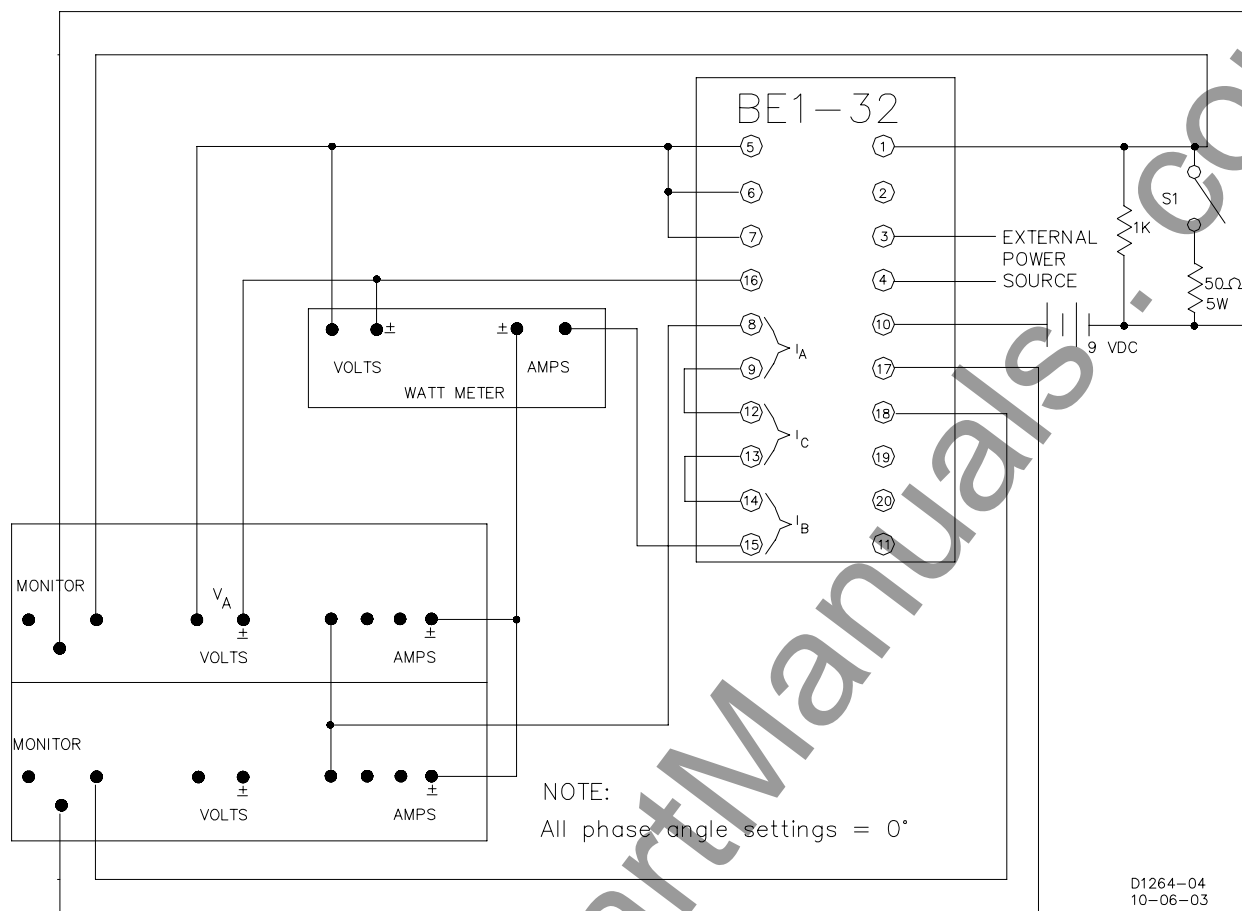 BE1-32
5
1
6
2
S1
7
3
EXTERNAL
POWER
SOURCE
1K
16
4
50Ω
5W
± ±
8
10
9 VDC
VOLTS
AMPS
WATT METER
I_A
9
17
12
18
I_C
13
19
14
20
I_B
15
11
MONITOR
V_A
±
±
VOLTS
AMPS
MONITOR
±
±
VOLTS
AMPS
NOTE:
All phase angle settings = 0°
D1264-04
10-06-03
artManuals.co